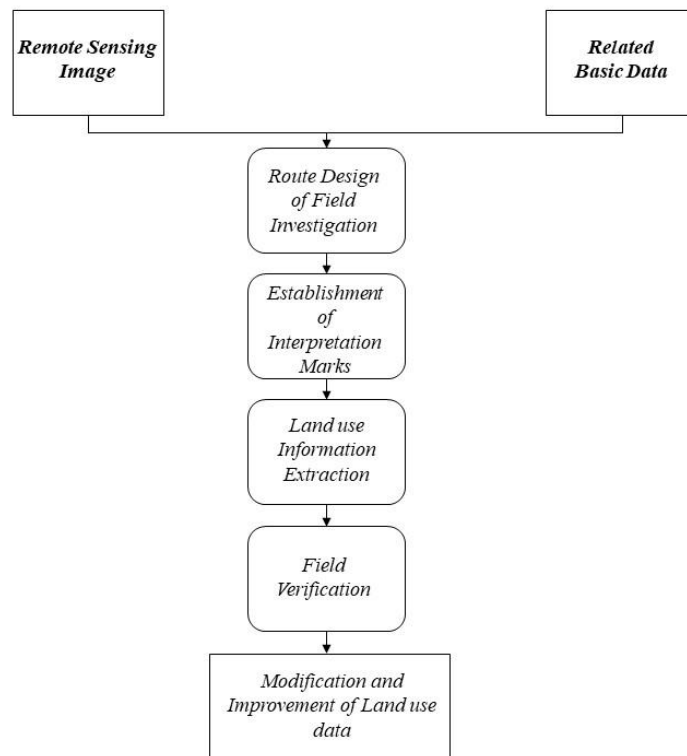 Remote Sensing
Image
Related
Basic Data
Route Design
of Field
Investigation
Establishment
of
Interpretation
Marks
Land use
Information
Extraction
Field
Verification
Modification and
Improvement of Land use
data